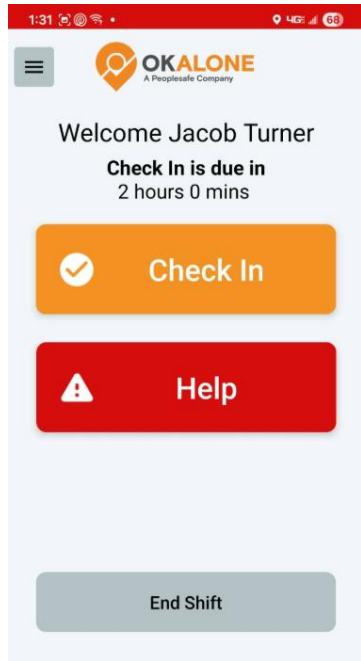 1:31 4G 68
OKALONE
A Peoplesafe Company
Welcome Jacob Turner
Check In is due in
2 hours 0 mins
Check In
Help
End Shift